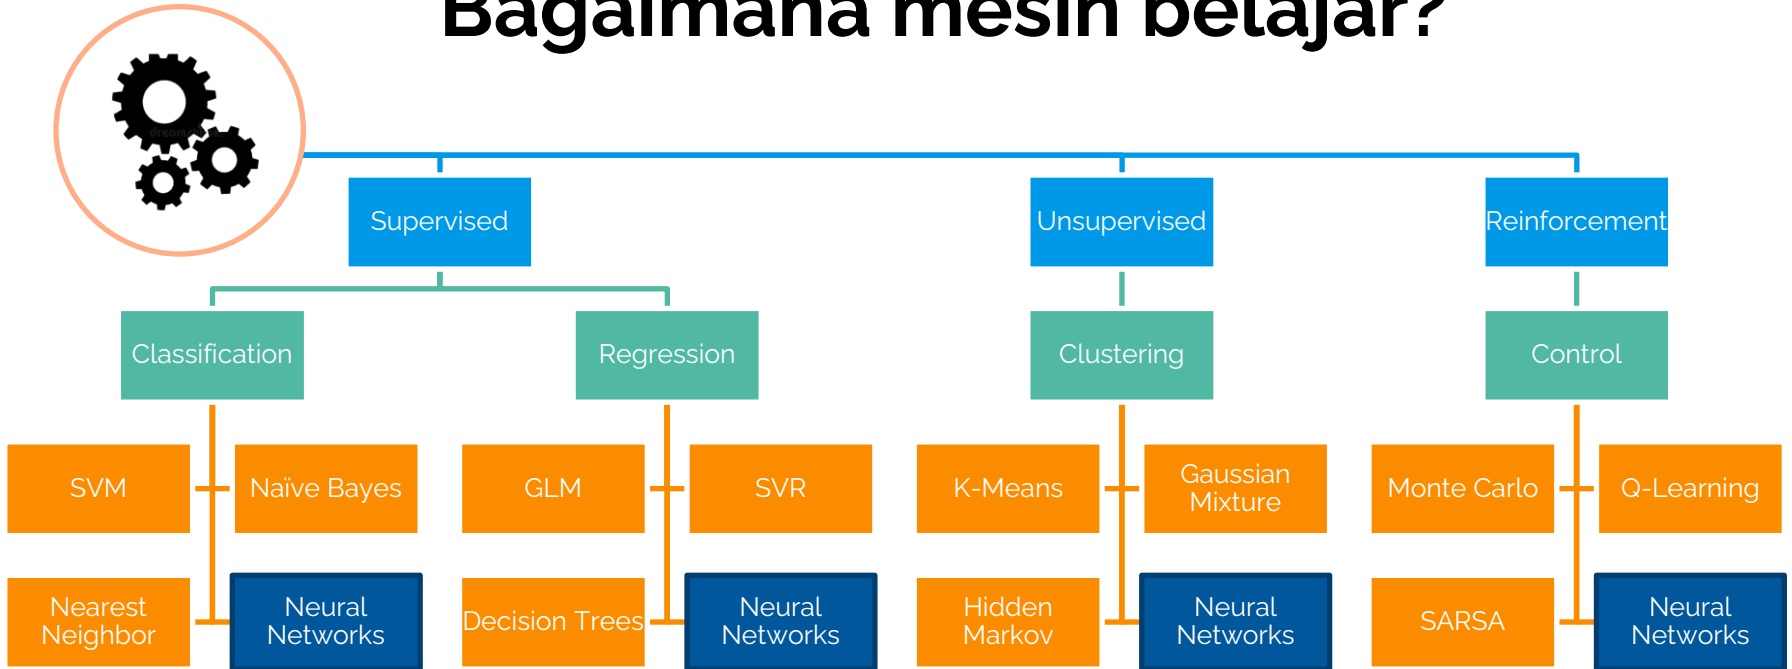 Bagaimana mesin belajar?
Supervised
Unsupervised
Reinforcement
Classification
Regression
Clustering
Control
SVM
Naïve Bayes
GLM
SVR
K-Means
Gaussian
Mixture
Monte Carlo
Q-Learning
Nearest
Neighbor
Neural
Networks
Decision Trees
Neural
Networks
Hidden
Markov
Neural
Networks
SARSA
Neural
Networks